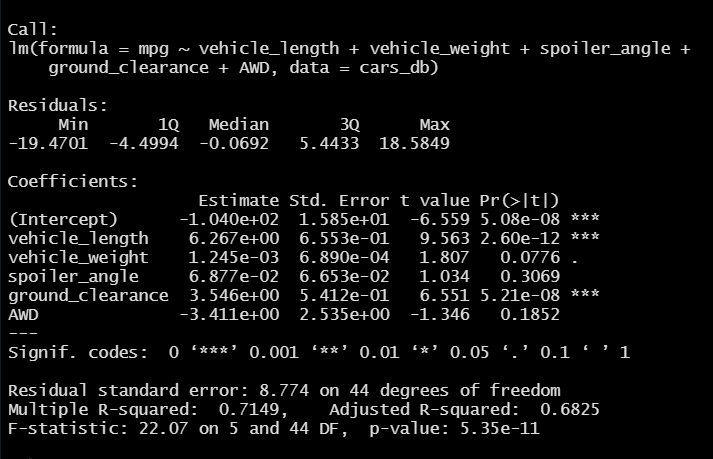 Call:
lm(formula = mpg ~ vehicle_length + vehicle_weight + spoiler_angle +
    ground_clearance + AWD, data = cars_db)

Residuals:
     Min       1Q   Median       3Q      Max
-19.4701  -4.4994  -0.0692   5.4433  18.5849

Coefficients:
                   Estimate Std. Error t value Pr(>|t|)
(Intercept)      -1.040e+02  1.585e+01  -6.559 5.08e-08 ***
vehicle_length    6.267e+00  6.553e-01   9.563 2.60e-12 ***
vehicle_weight    1.245e-03  6.890e-04   1.807   0.0776 .
spoiler_angle     6.877e-02  6.653e-02   1.034   0.3069
ground_clearance  3.546e+00  5.412e-01   6.551 5.21e-08 ***
AWD              -3.411e+00  2.535e+00  -1.346   0.1852
---
Signif. codes:  0 ‘***’ 0.001 ‘**’ 0.01 ‘*’ 0.05 ‘.’ 0.1 ‘ ’ 1

Residual standard error: 8.774 on 44 degrees of freedom
Multiple R-squared:  0.7149,    Adjusted R-squared:  0.6825
F-statistic: 22.07 on 5 and 44 DF,  p-value: 5.35e-11